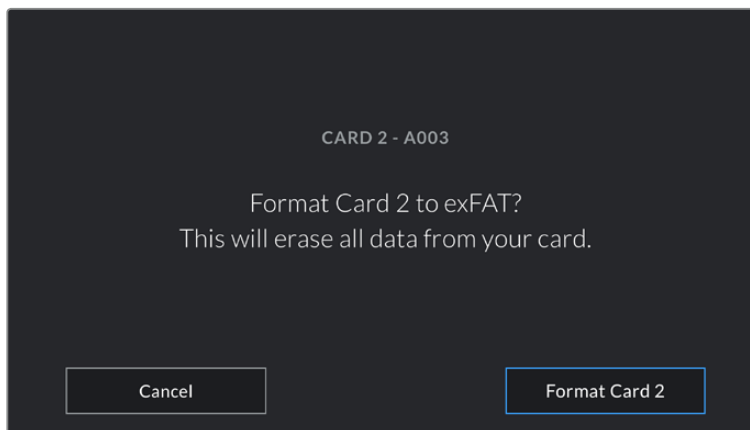 CARD 2 - A003
Format Card 2 to exFAT?
This will erase all data from your card.
Cancel
Format Card 2